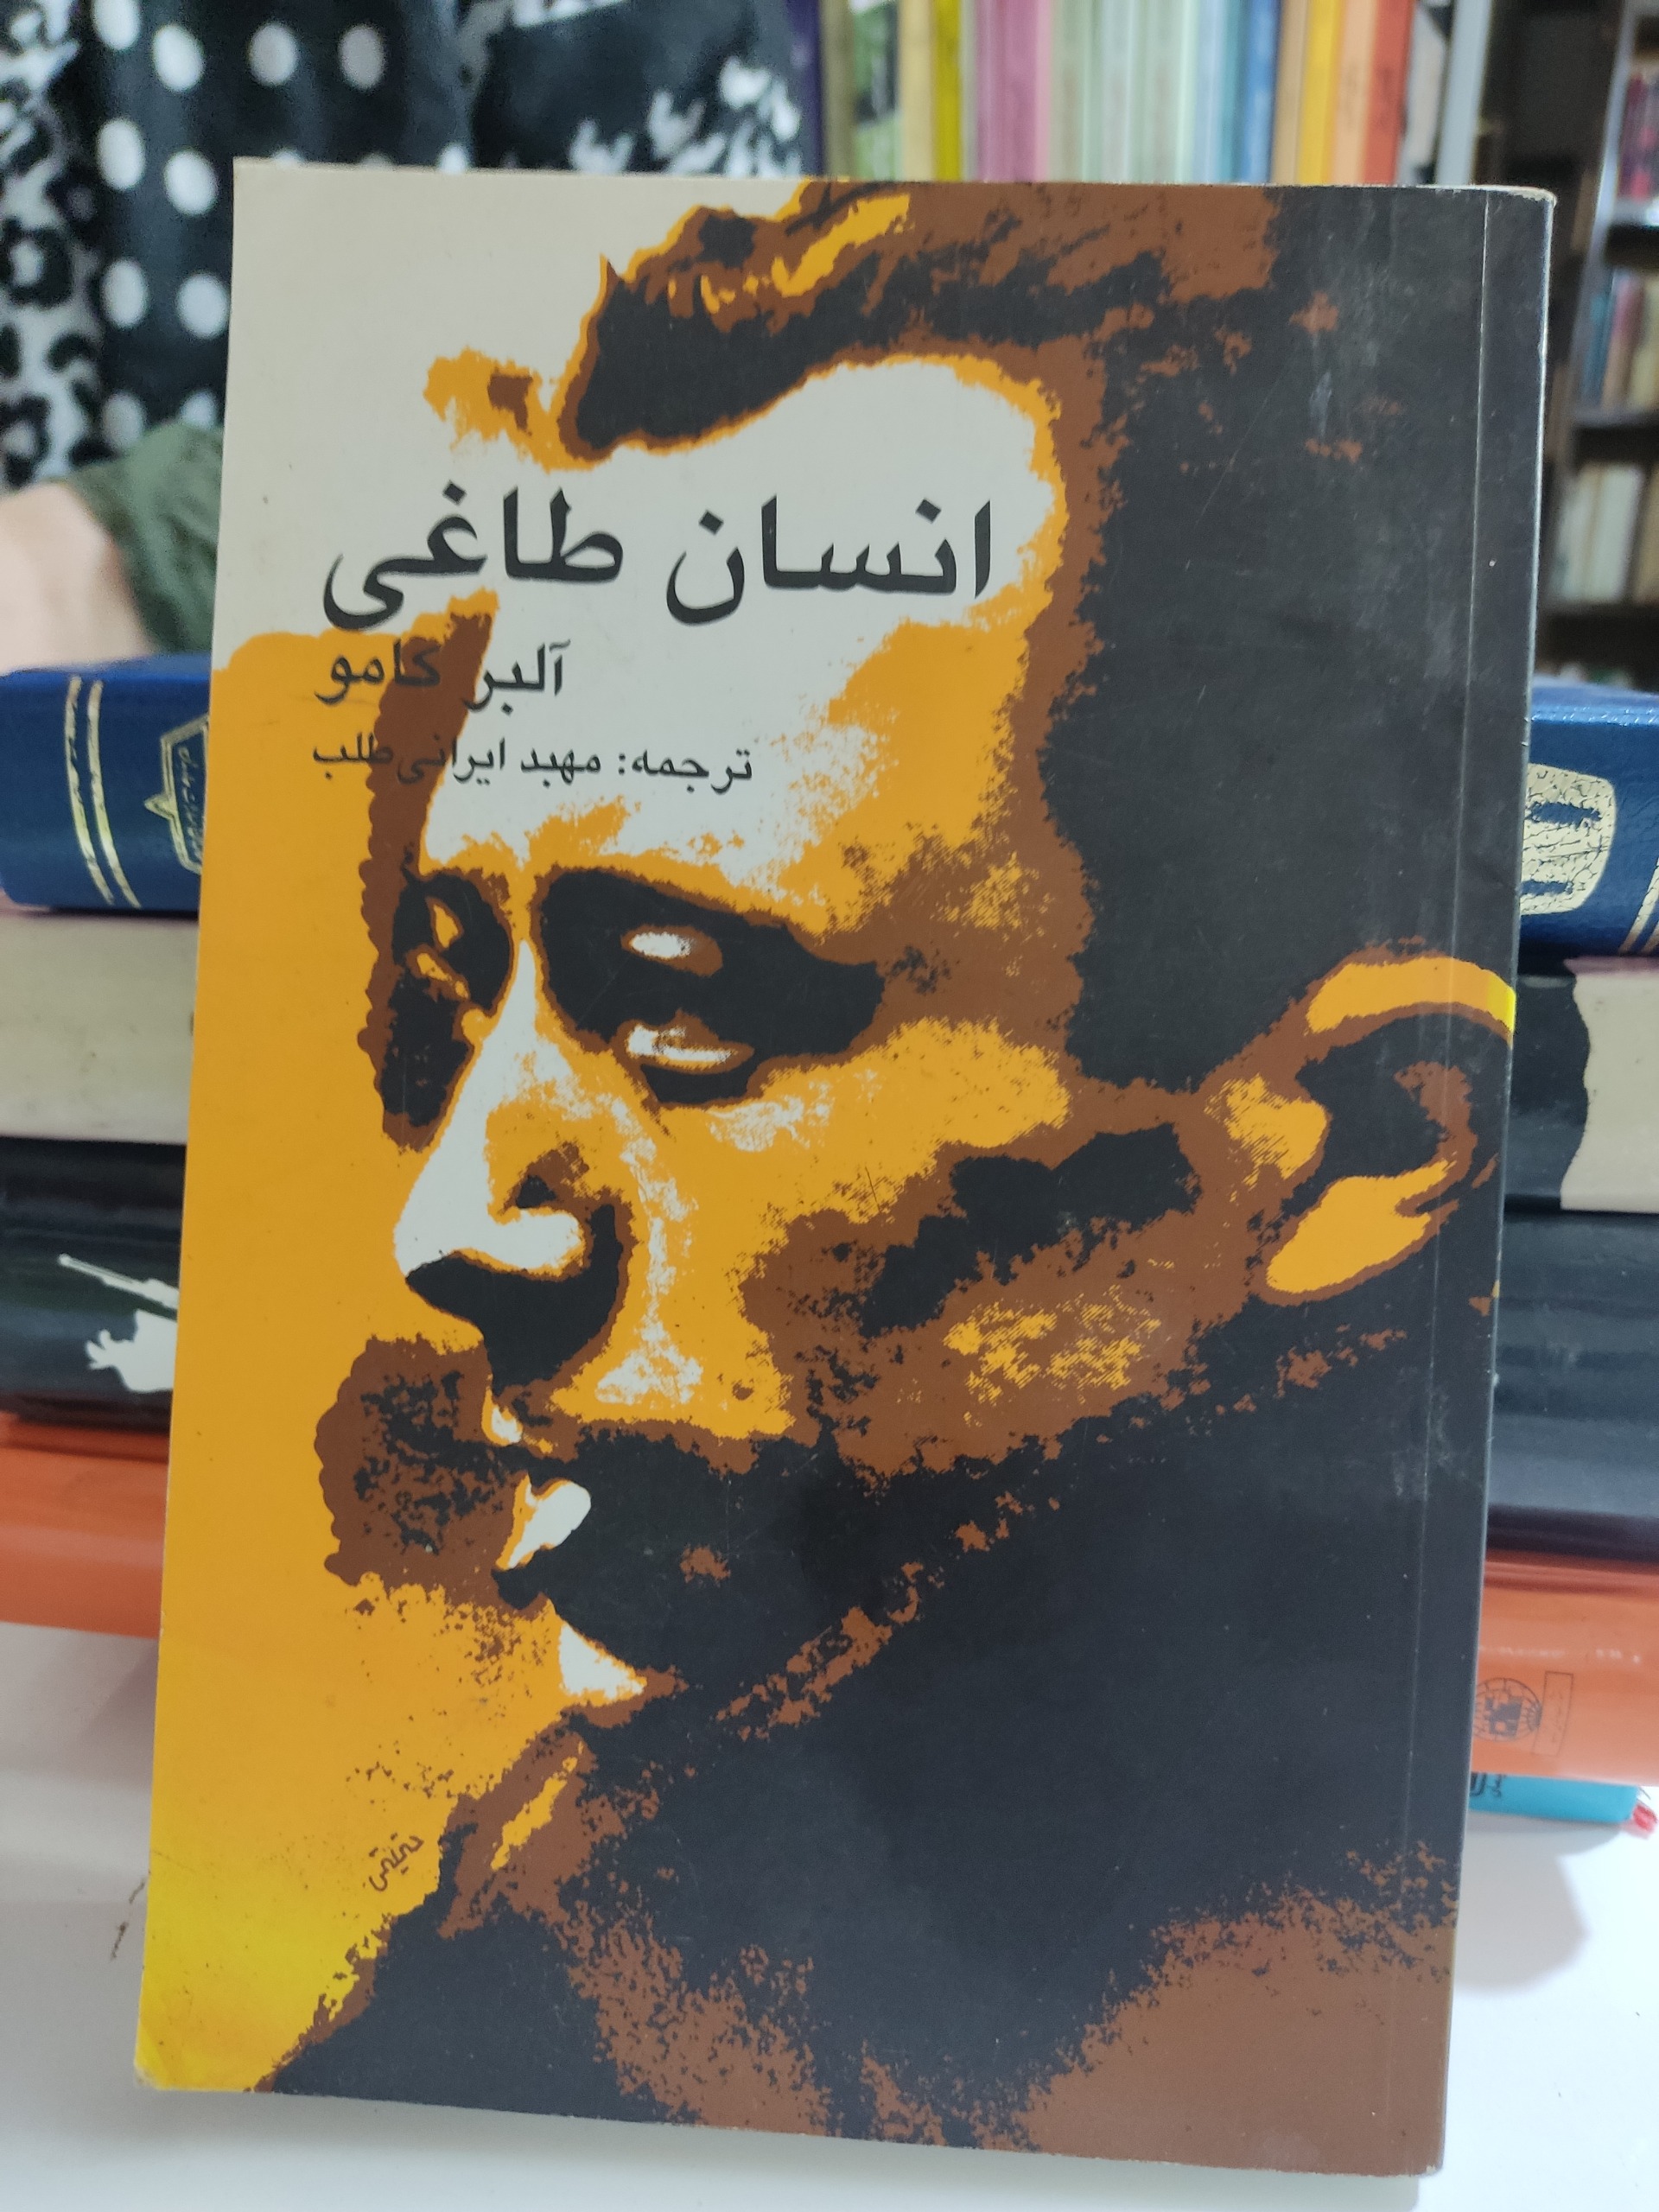 انسان طاغی
آلبر کامو
ترجمه: مهبد ایرانی‌طلب